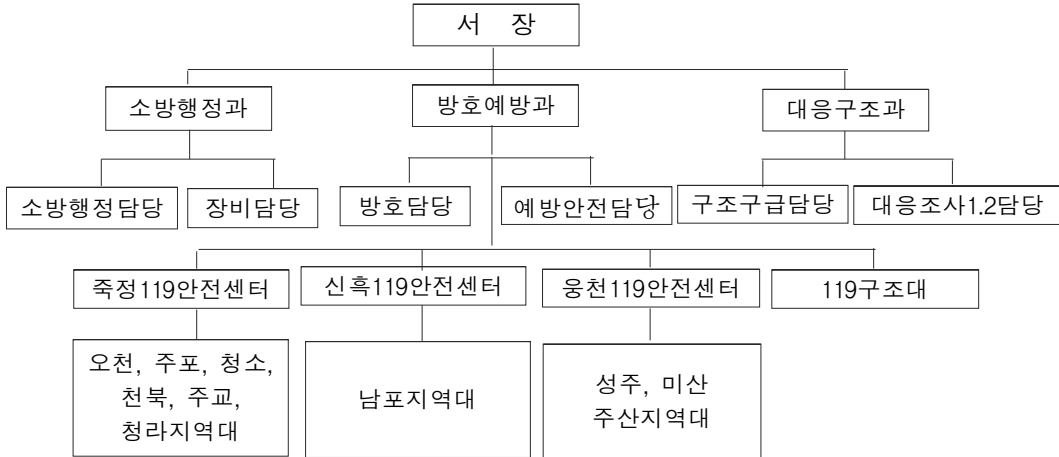 서 장
소방행정과
방호예방과
대응구조과
소방행정담당
장비담당
방호담당
예방안전담당
구조구급담당
대응조사1.2담당
죽정119안전센터
신흑119안전센터
웅천119안전센터
119구조대
오천, 주포, 청소,
천북, 주교,
청라지역대
남포지역대
성주, 미산
주산지역대